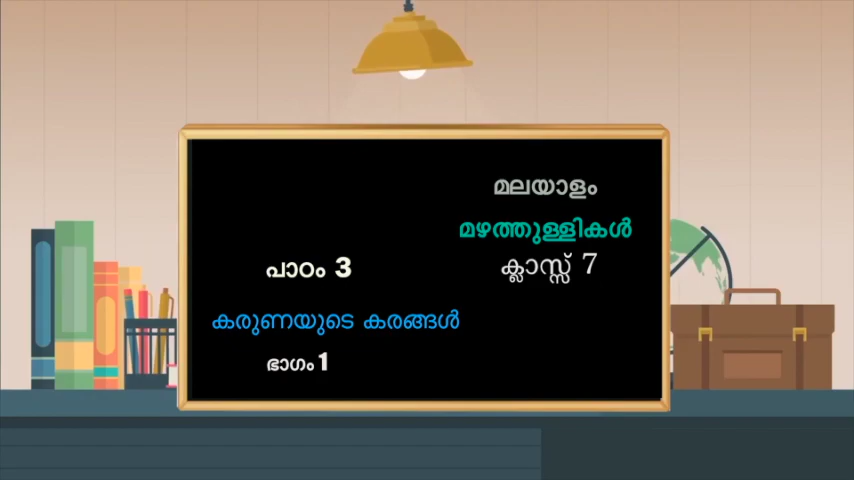 മലയാളം
മഴത്തുള്ളികൾ
ക്ലാസ്സ് 7
പാഠം 3
കരുണയുടെ കരങ്ങൾ
ഭാഗം 1